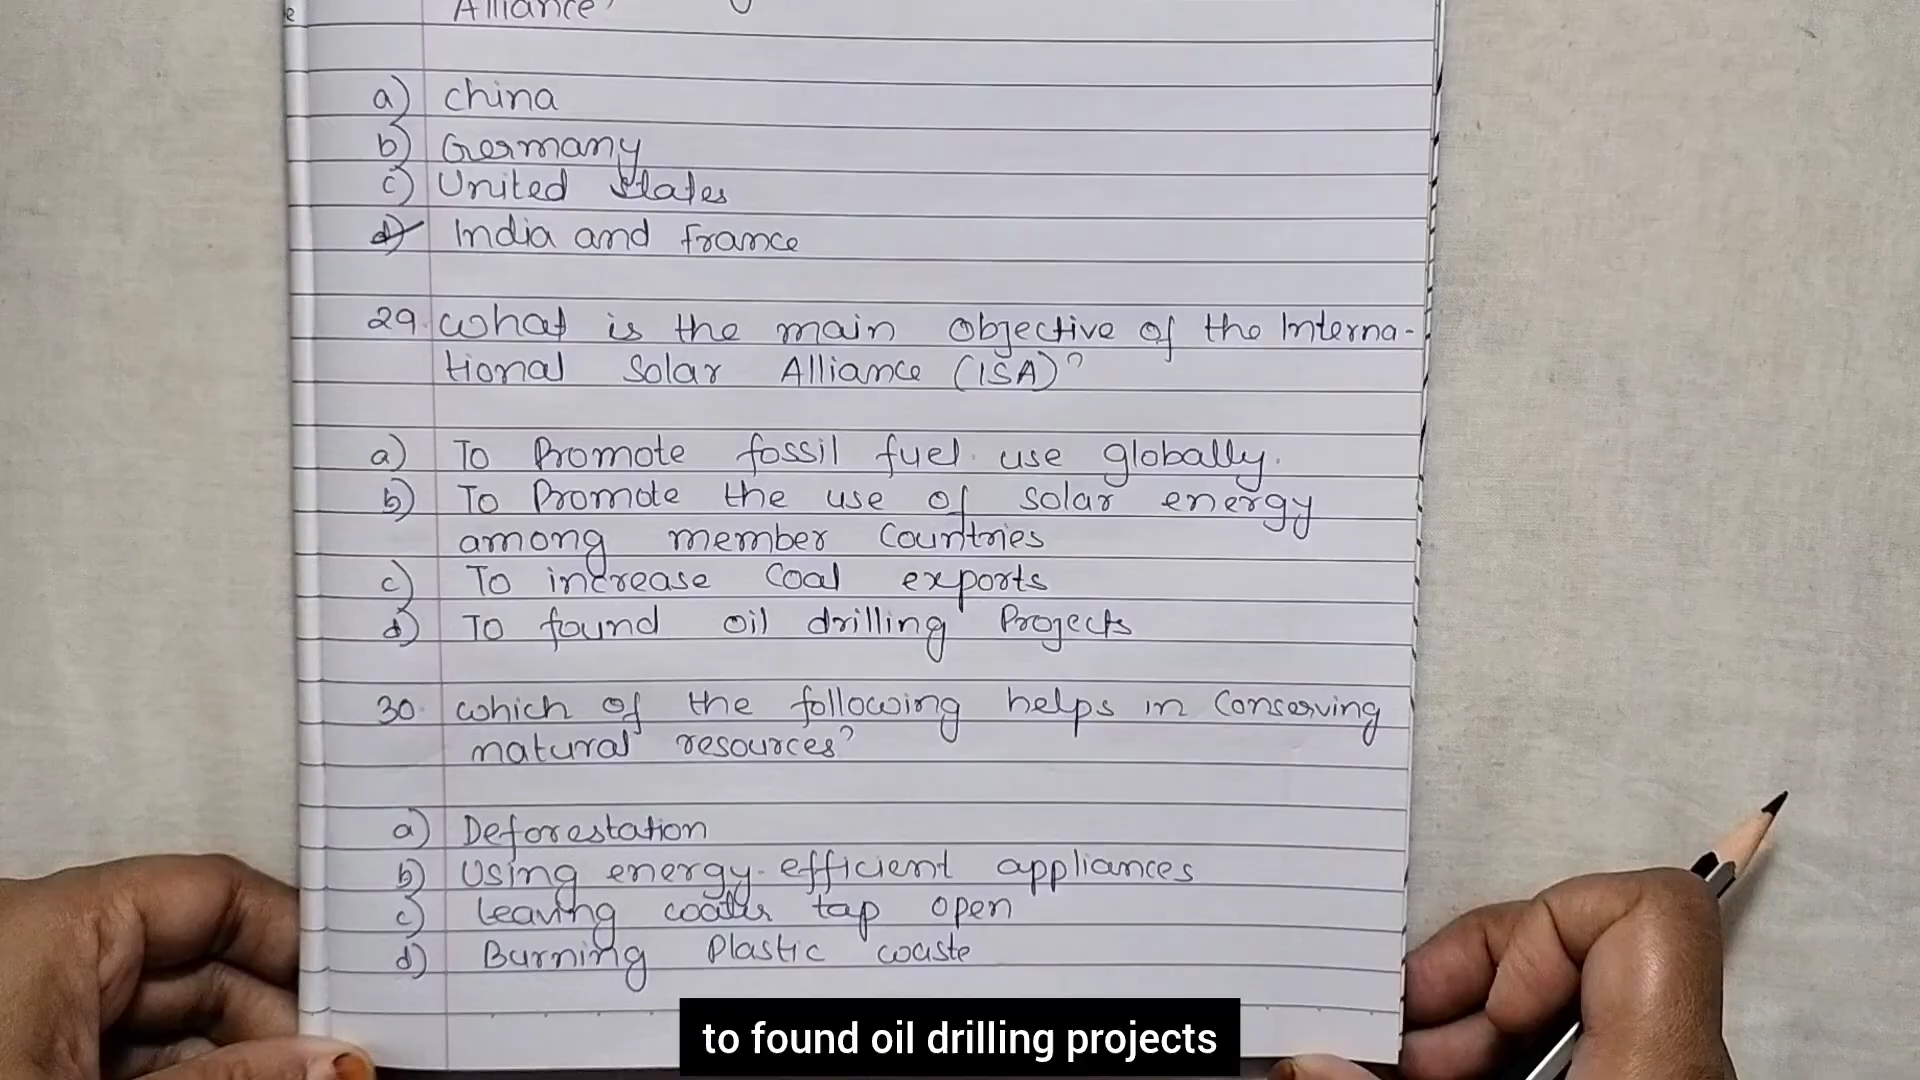 e
Alliance?
a) china
b) Germany
c) United States
d) India and france
29. What is the main objective of the Interna-
tional Solar Alliance (ISA)?
a) To Promote fossil fuel use globally.
b) To Promote the use of solar energy
among member Countries
c) To increase Coal exports
d) To found oil drilling Projects
30. which of the following helps in Conserving
natural resources?
a) Deforestation
b) Using energy-efficient appliances
c) leaving water tap open
d) Burning Plastic waste
to found oil drilling projects